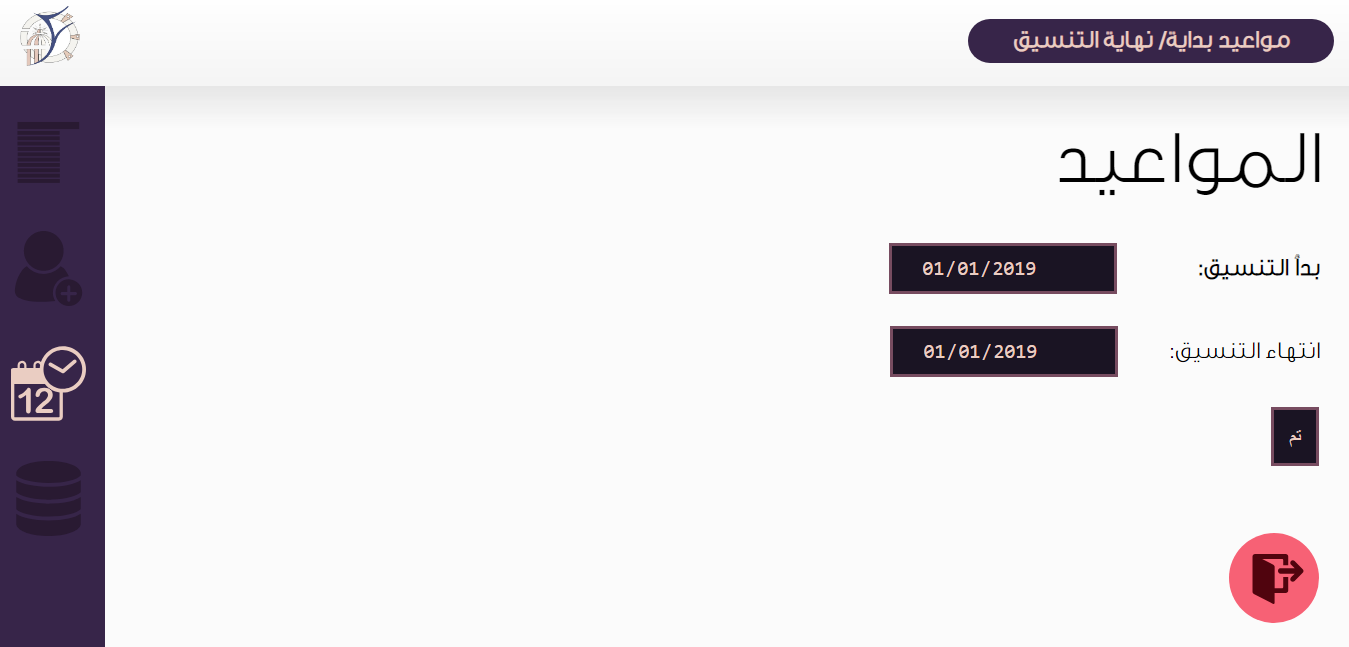 مواعيد بداية/ نهاية التنسيق
المواعيد
بدأ التنسيق:
01/01/2019
انتهاء التنسيق:
01/01/2019
تم
12